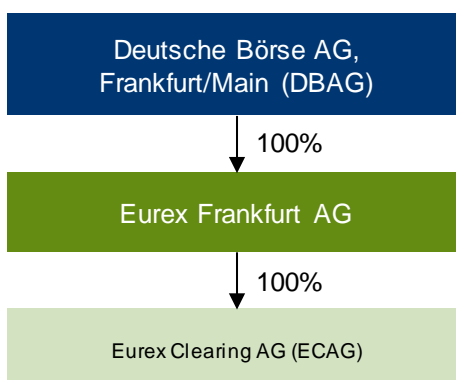 Deutsche Börse AG,
Frankfurt/Main (DBAG)
100%
Eurex Frankfurt AG
100%
Eurex Clearing AG (ECAG)